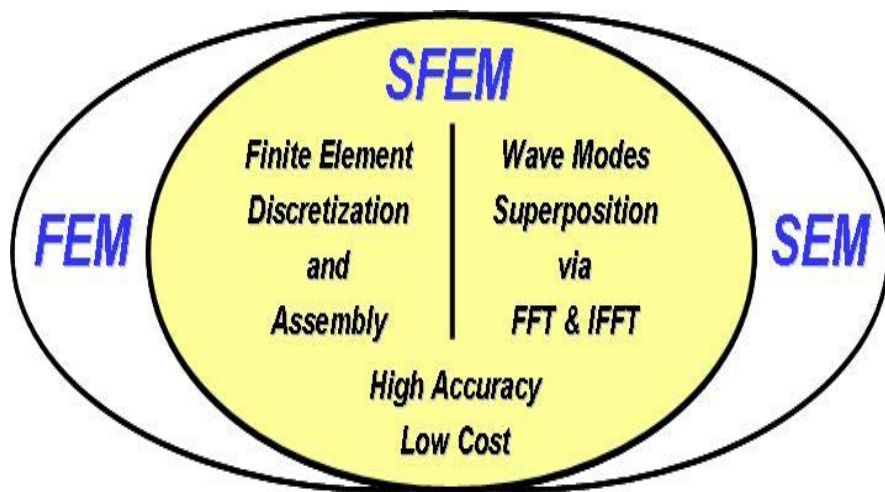 SFEM
Finite Element
Discretization
and
Assembly
Wave Modes
Superposition
via
FFT & IFFT
FEM
SEM
High Accuracy
Low Cost